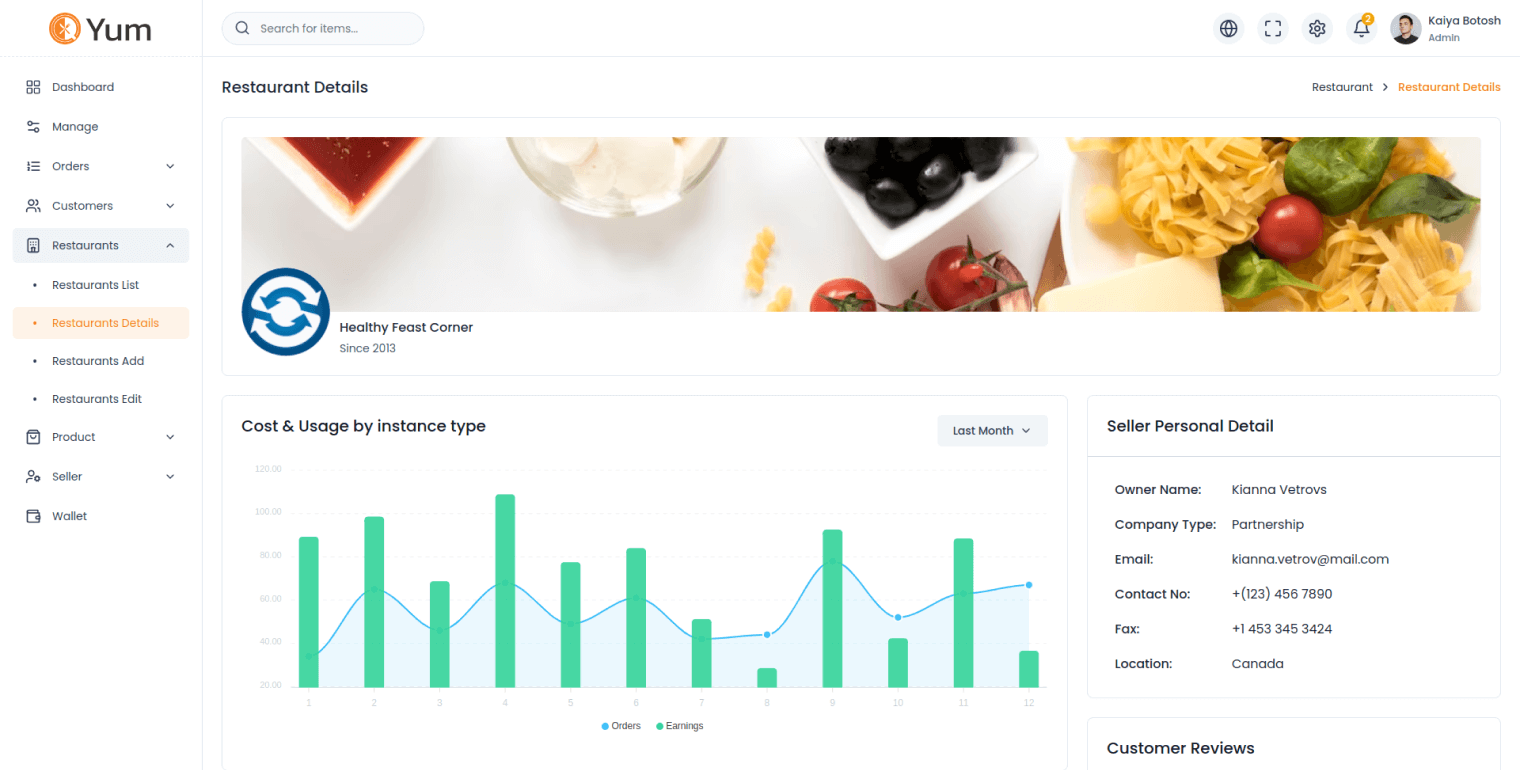 Yum
Search for items...
2
Kaiya Botosh
Admin
Dashboard
Manage
Orders
Customers
Restaurants
Restaurants List
Restaurants Details
Restaurants Add
Restaurants Edit
Product
Seller
Wallet
Restaurant Details
Restaurant > Restaurant Details
Healthy Feast Corner
Since 2013
Cost & Usage by instance type
Last Month
120.00
100.00
80.00
60.00
40.00
20.00
1 2 3 4 5 6 7 8 9 10 11 12
Orders Earnings
Seller Personal Detail
Owner Name: Kianna Vetrovs
Company Type: Partnership
Email: kianna.vetrov@mail.com
Contact No: +(123) 456 7890
Fax: +1 453 345 3424
Location: Canada
Customer Reviews